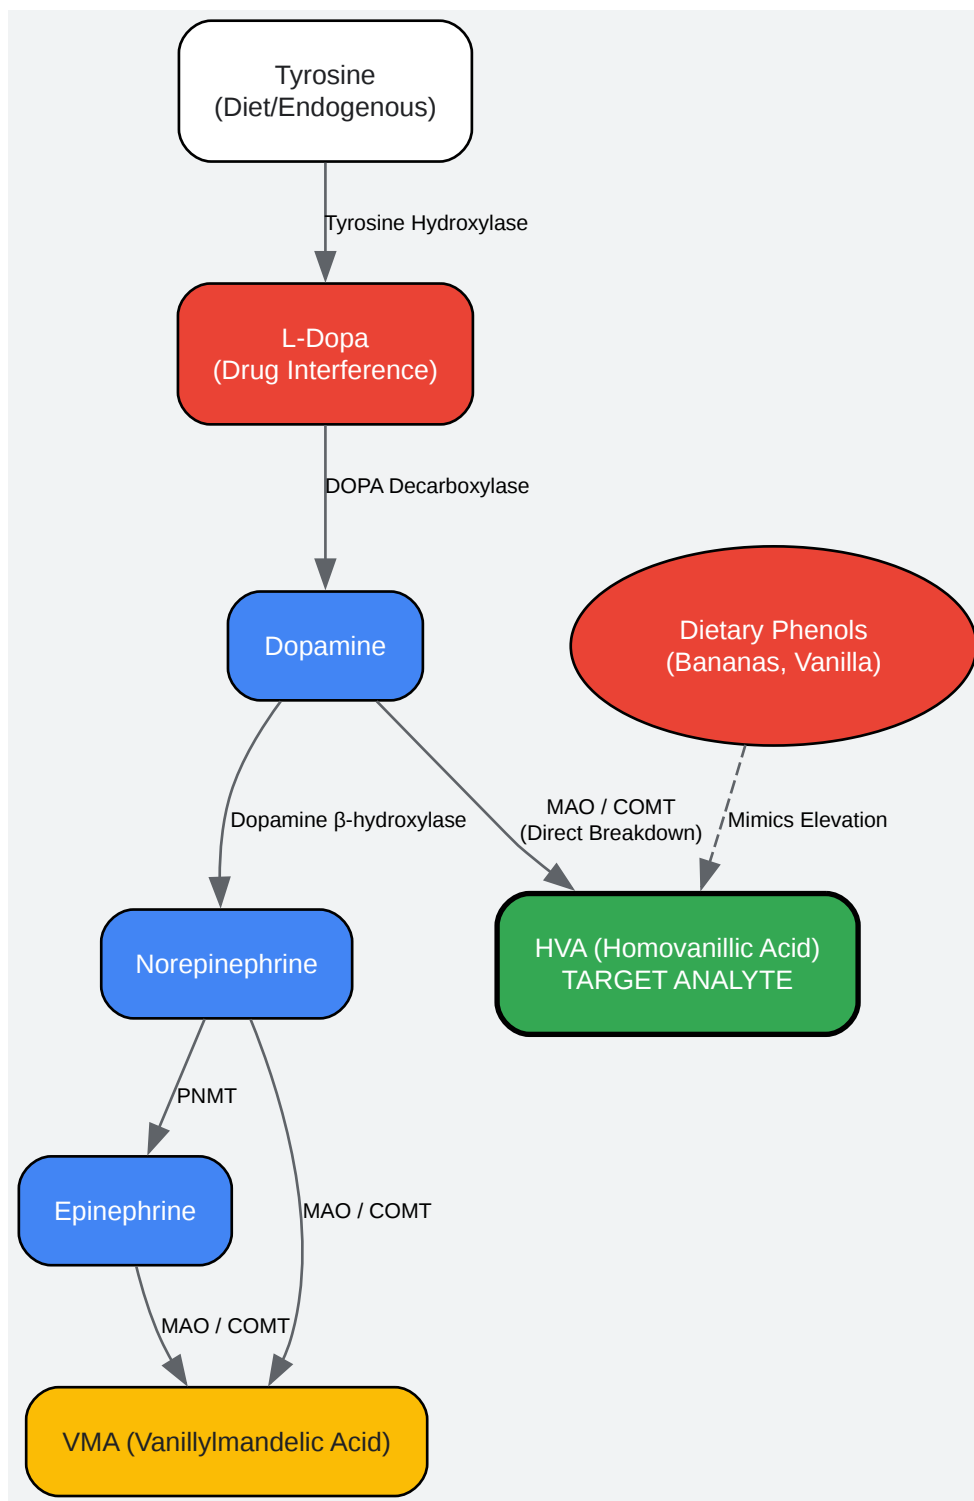 Tyrosine
(Diet/Endogenous)
Tyrosine Hydroxylase
L-Dopa
(Drug Interference)
DOPA Decarboxylase
Dopamine
Dietary Phenols
(Bananas, Vanilla)
Dopamine β-hydroxylase
MAO / COMT
(Direct Breakdown)
Mimics Elevation
Norepinephrine
HVA (Homovanillic Acid)
TARGET ANALYTE
PNMT
Epinephrine
MAO / COMT
MAO / COMT
VMA (Vanillylmandelic Acid)